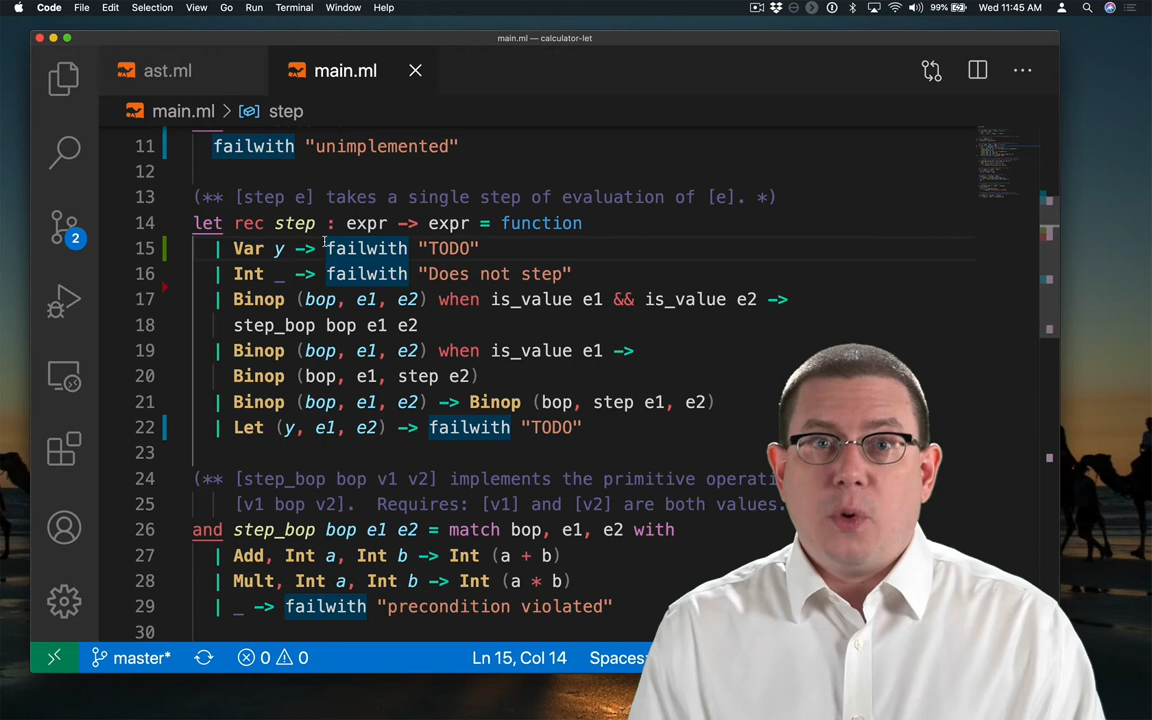 Code File Edit Selection View Go Run Terminal Window Help 99% Wed 11:45 AM
main.ml — calculator-let
ast.ml main.ml
main.ml > step
11 failwith "unimplemented"
12
13 (** [step e] takes a single step of evaluation of [e]. *)
14 let rec step : expr -> expr = function
15 | Var y -> failwith "TODO"
16 | Int _ -> failwith "Does not step"
17 | Binop (bop, e1, e2) when is_value e1 && is_value e2 ->
18 step_bop bop e1 e2
19 | Binop (bop, e1, e2) when is_value e1 ->
20 Binop (bop, e1, step e2)
21 | Binop (bop, e1, e2) -> Binop (bop, step e1, e2)
22 | Let (y, e1, e2) -> failwith "TODO"
23
24 (** [step_bop bop v1 v2] implements the primitive
25 [v1 bop v2]. Requires: [v1] and [v2] are both values.
26 and step_bop bop e1 e2 = match bop, e1, e2 with
27 | Add, Int a, Int b -> Int (a + b)
28 | Mult, Int a, Int b -> Int (a * b)
29 | _ -> failwith "precondition violated"
30
2
master* 0 0 Ln 15, Col 14 Spaces: